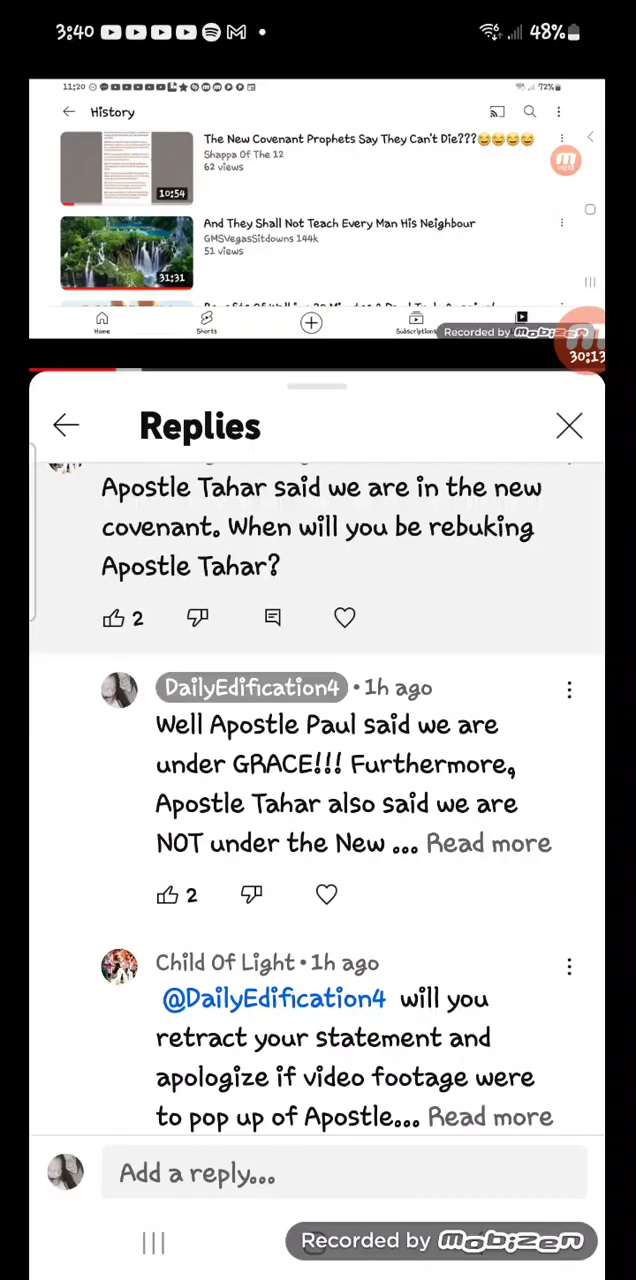 3:40 48%
11:20 72%
History
The New Covenant Prophets Say They Can't Die???😂😂😂😂
Shappa Of The 12
62 views
10:54
And They Shall Not Teach Every Man His Neighbour
GMSVegasSitdowns 144k
51 views
31:31
Home Shorts Subscriptions
Recorded by mobizen
30:13
Replies
Apostle Tahar said we are in the new
covenant. When will you be rebuking
Apostle Tahar?
2
DailyEdification4 • 1h ago
Well Apostle Paul said we are
under GRACE!!! Furthermore,
Apostle Tahar also said we are
NOT under the New ... Read more
2
Child Of Light • 1h ago
@DailyEdification4 will you
retract your statement and
apologize if video footage were
to pop up of Apostle... Read more
Add a reply...
Recorded by mobizen